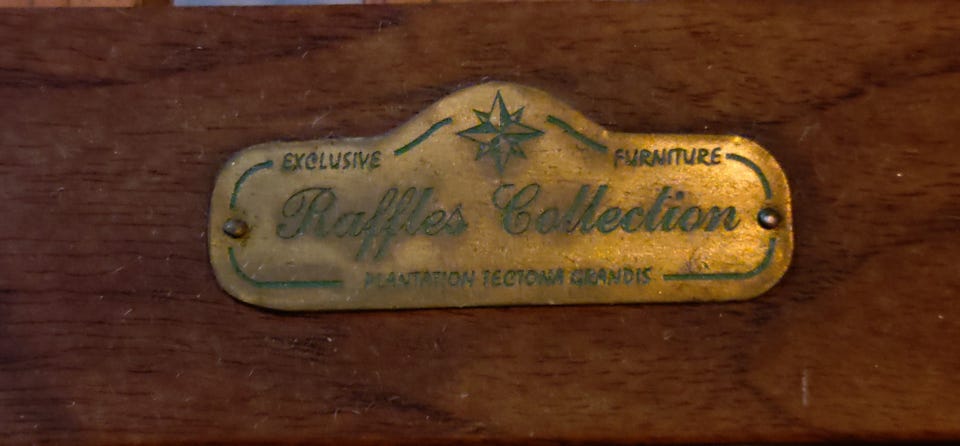 EXCLUSIVE FURNITURE
Raffles Collection
PLANTATION TECTONA GRANDIS